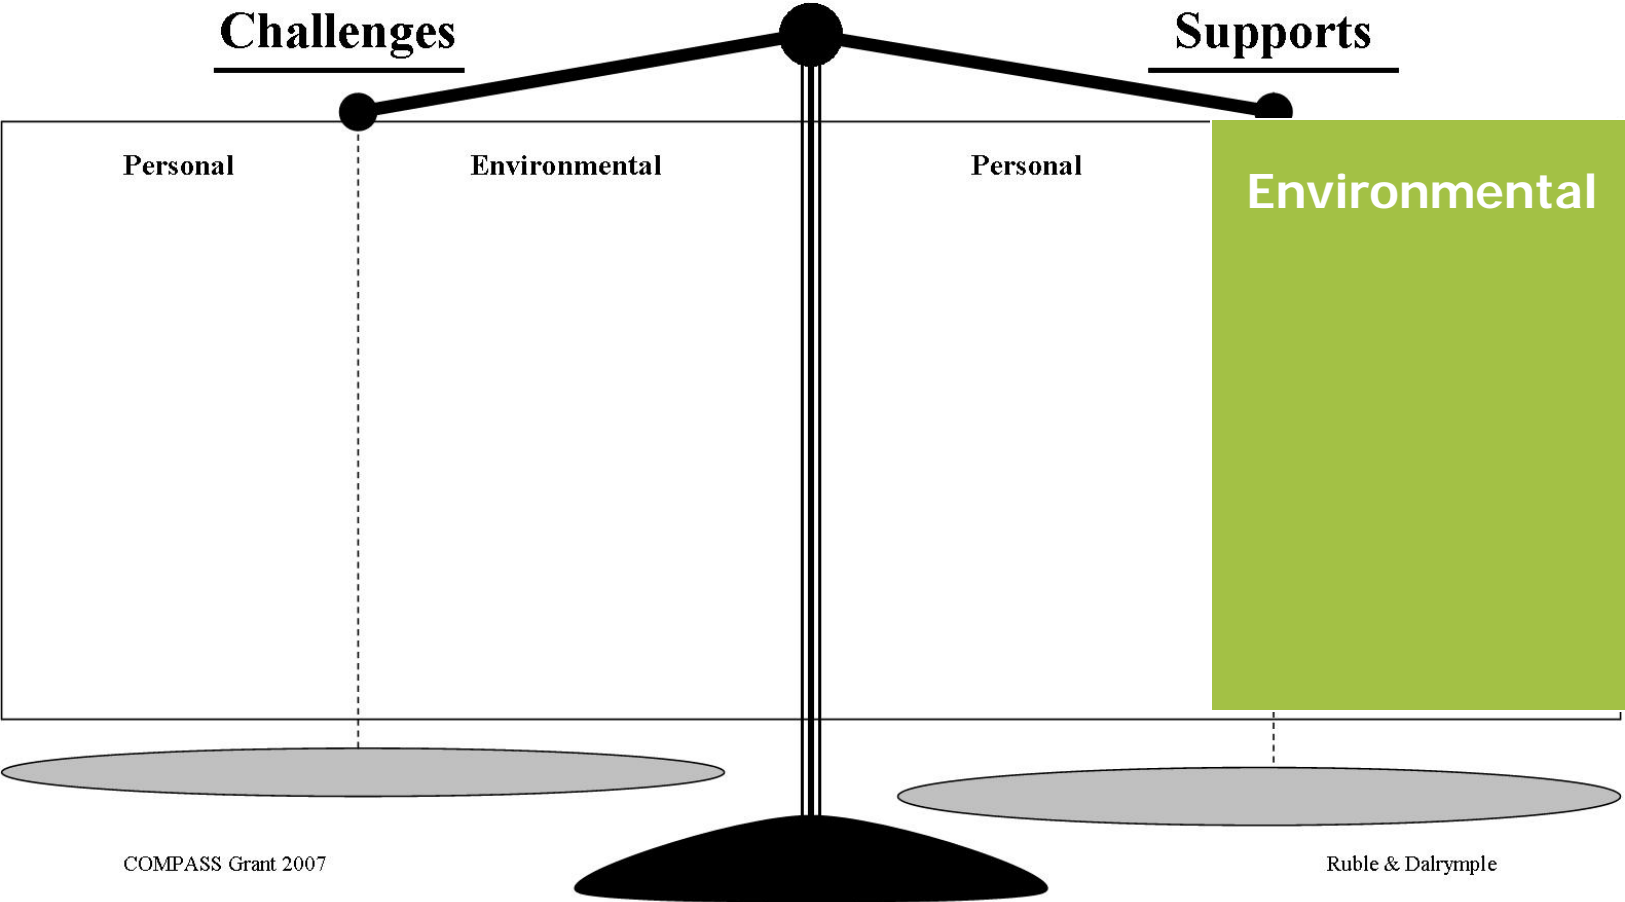 Challenges
Supports
Personal
Environmental
Personal
Environmental
COMPASS Grant 2007
Ruble & Dalrymple